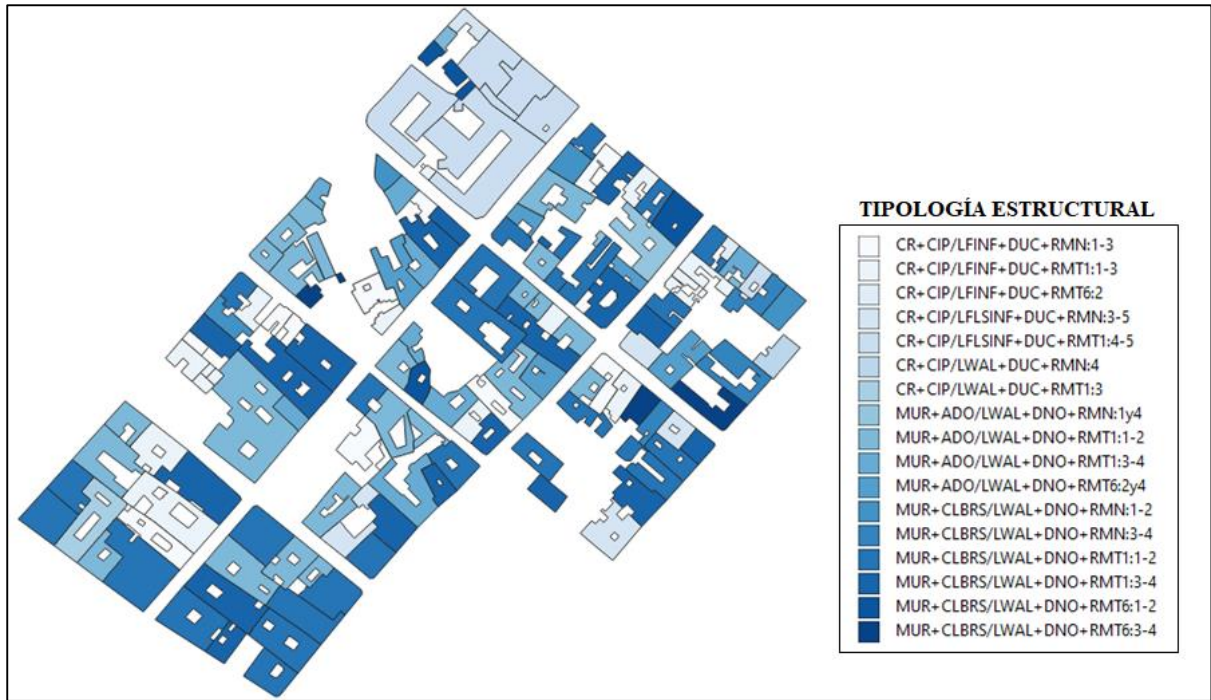 TIPOLOGÍA ESTRUCTURAL
CR+CIP/LFINF+DUC+RMN:1-3
CR+CIP/LFINF+DUC+RMT1:1-3
CR+CIP/LFINF+DUC+RMT6:2
CR+CIP/LFLSINF+DUC+RMN:3-5
CR+CIP/LFLSINF+DUC+RMT1:4-5
CR+CIP/LWAL+DUC+RMN:4
CR+CIP/LWAL+DUC+RMT1:3
MUR+ADO/LWAL+DNO+RMN:1y4
MUR+ADO/LWAL+DNO+RMT1:1-2
MUR+ADO/LWAL+DNO+RMT1:3-4
MUR+ADO/LWAL+DNO+RMT6:2y4
MUR+CLBRS/LWAL+DNO+RMN:1-2
MUR+CLBRS/LWAL+DNO+RMN:3-4
MUR+CLBRS/LWAL+DNO+RMT1:1-2
MUR+CLBRS/LWAL+DNO+RMT1:3-4
MUR+CLBRS/LWAL+DNO+RMT6:1-2
MUR+CLBRS/LWAL+DNO+RMT6:3-4